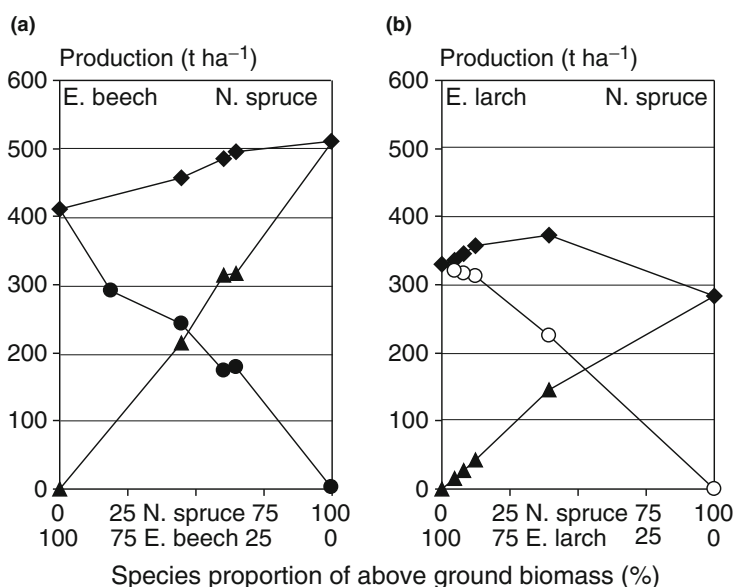 (a)
Production (t ha⁻¹)
600
500
400
300
200
100
0
E. beech N. spruce
0 25 N. spruce 75 100
100 75 E. beech 25 0
(b)
Production (t ha⁻¹)
600
500
400
300
200
100
0
E. larch N. spruce
0 25 N. spruce 75 100
100 75 E. larch 25 0
Species proportion of above ground biomass (%)